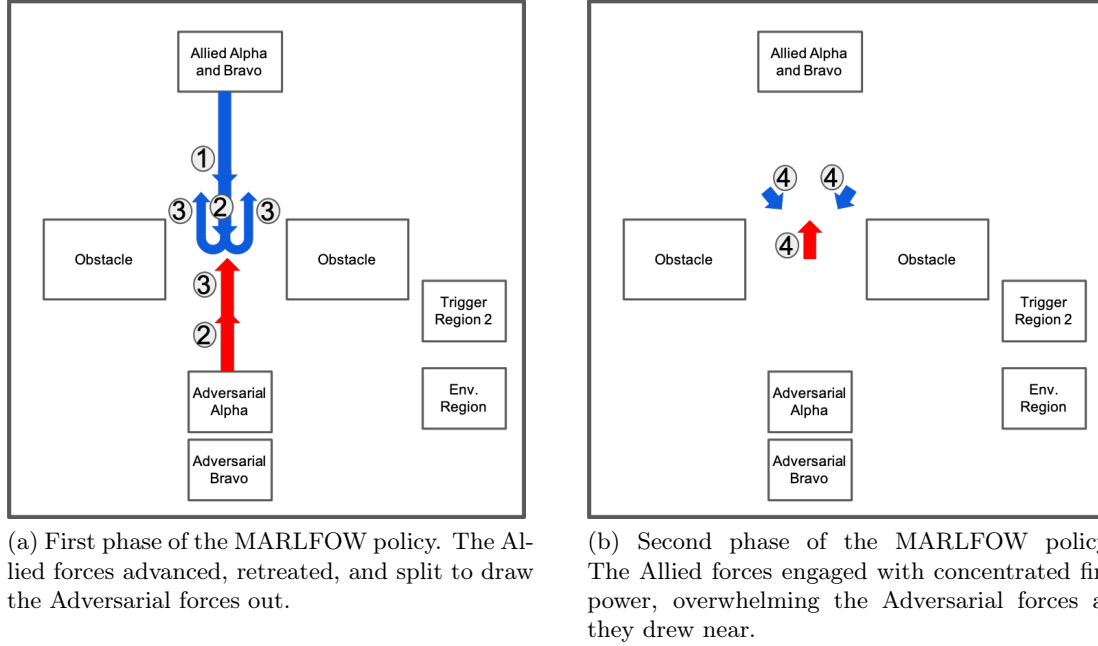 Allied Alpha
and Bravo
1
3
2
3
Obstacle
Obstacle
3
2
Trigger
Region 2
Adversarial
Alpha
Env.
Region
Adversarial
Bravo
(a) First phase of the MARLFOW policy. The Al-
lied forces advanced, retreated, and split to draw
the Adversarial forces out.
Allied Alpha
and Bravo
4
4
4
Obstacle
Obstacle
Trigger
Region 2
Adversarial
Alpha
Env.
Region
Adversarial
Bravo
(b) Second phase of the MARLFOW policy
The Allied forces engaged with concentrated fir
power, overwhelming the Adversarial forces a
they drew near.